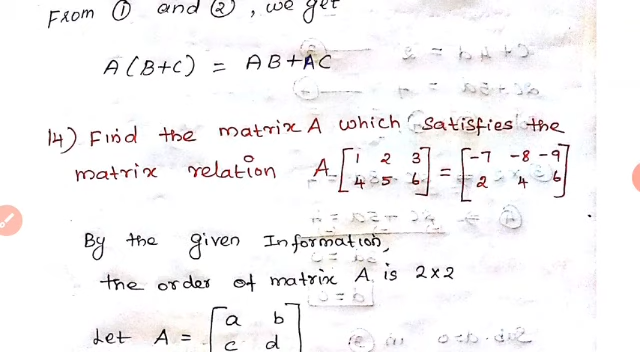 From ① and ②, we get
A(B+C) = AB+AC
14) Find the matrix A which satisfies the
matrix relation A [1 2 3 4 5 6] = [-7 -8 -9 2 4 6]
By the given Information,
the order of matrix A is 2×2
Let A = [a b c d]